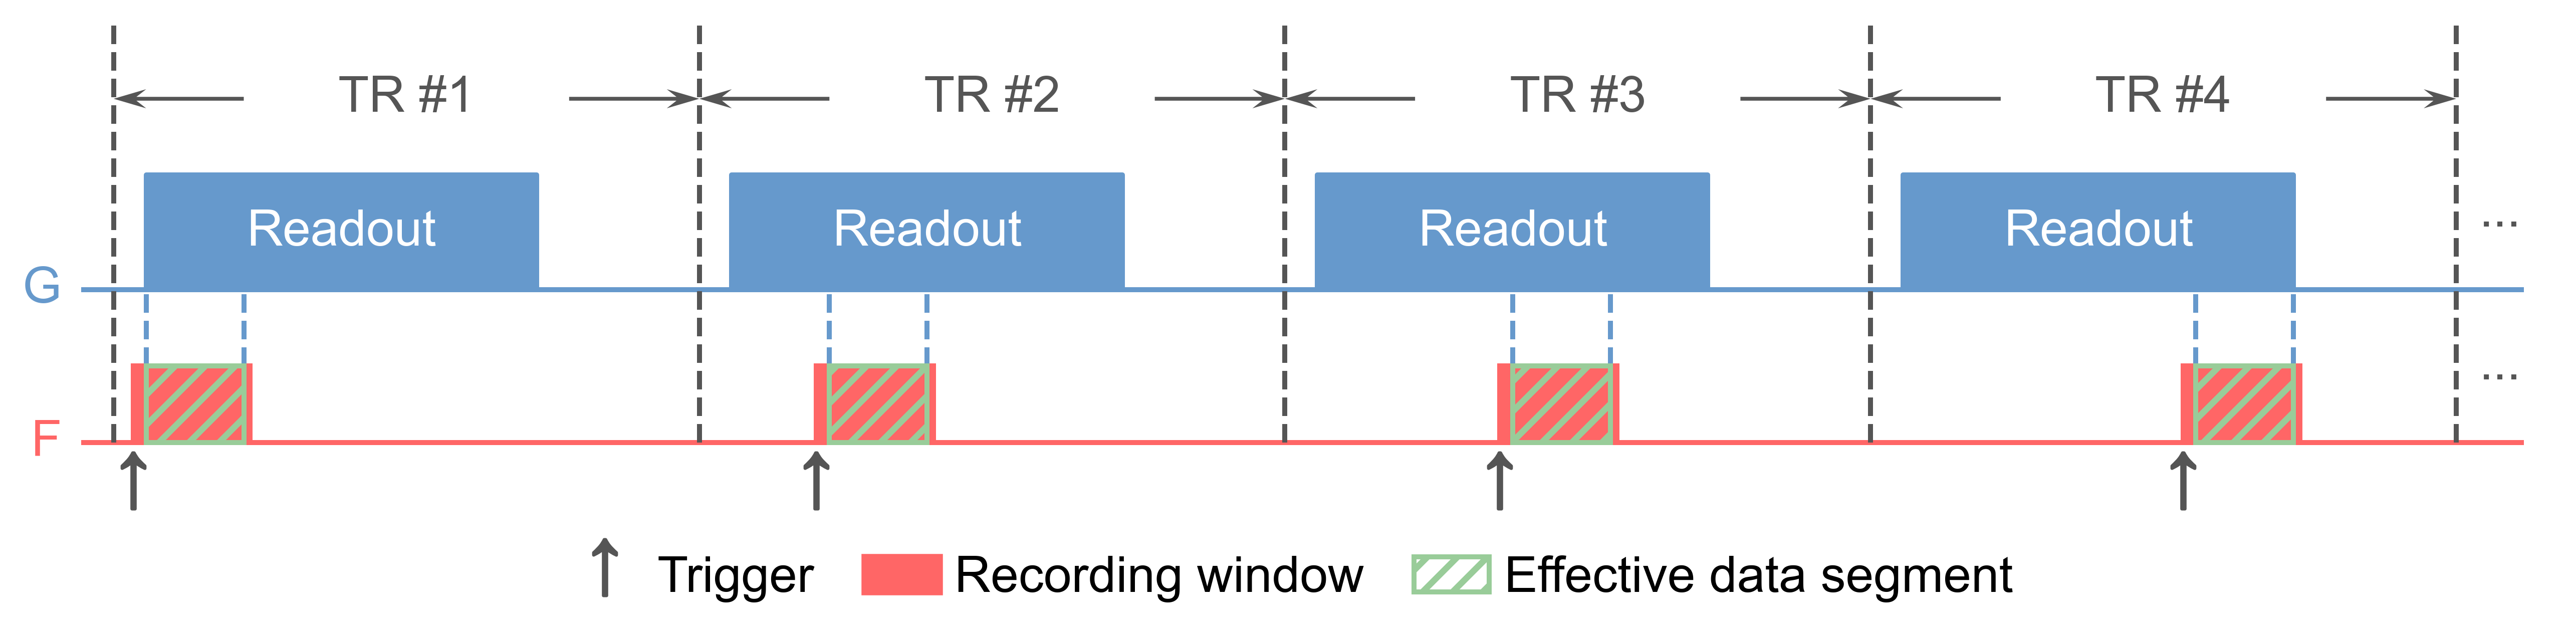 TR #1 TR #2 TR #3 TR #4
Readout Readout Readout Readout ...
G
...
F
Trigger Recording window Effective data segment